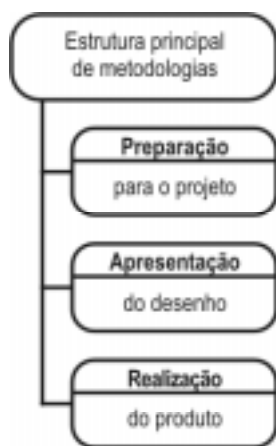 Estrutura principal
de metodologias
Preparação
para o projeto
Apresentação
do desenho
Realização
do produto